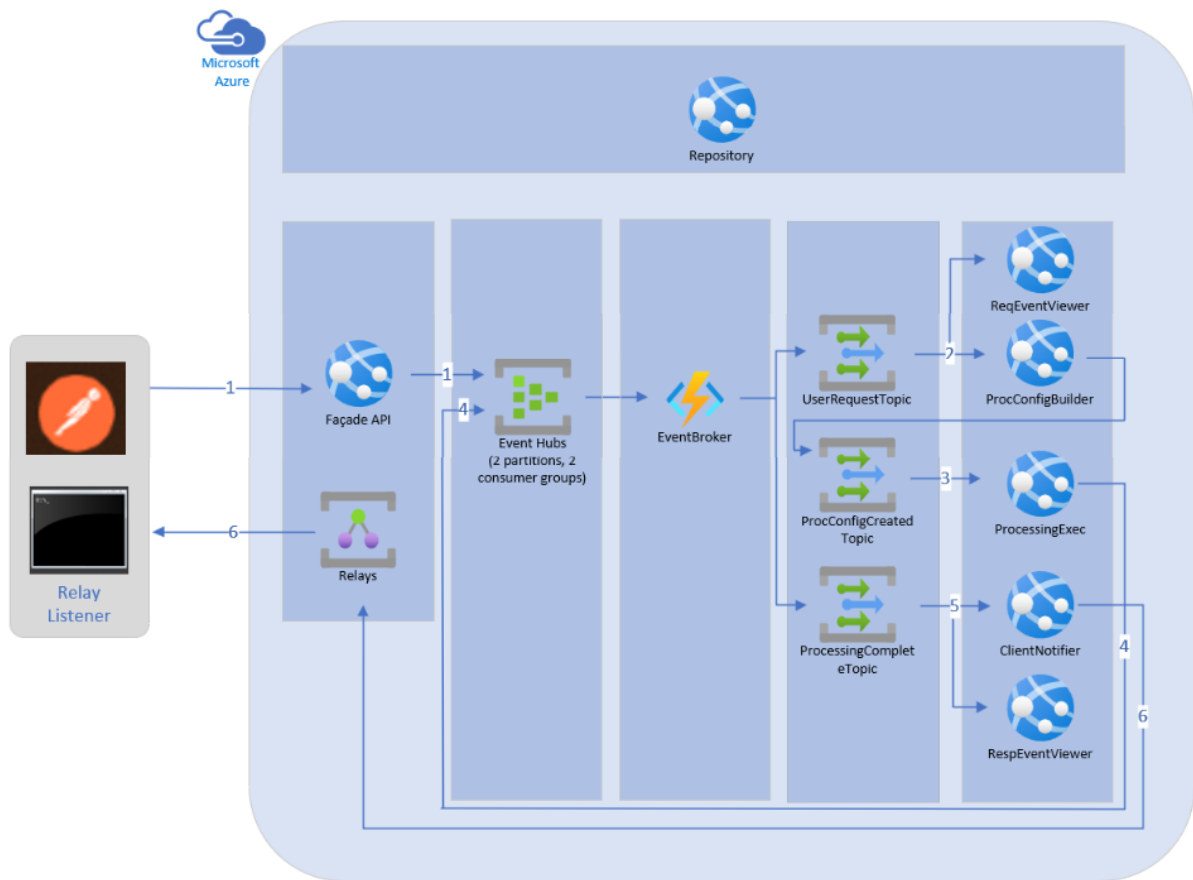 Microsoft
Azure
Repository
ReqEventViewer
1
Façade API
1
4
Event Hubs
(2 partitions, 2
consumer groups)
EventBroker
UserRequestTopic
2
ProcConfigBuilder
ProcConfigCreated
Topic
3
ProcessingExec
6
Relays
Relay
Listener
ProcessingComplet
eTopic
5
ClientNotifier
4
6
RespEventViewer